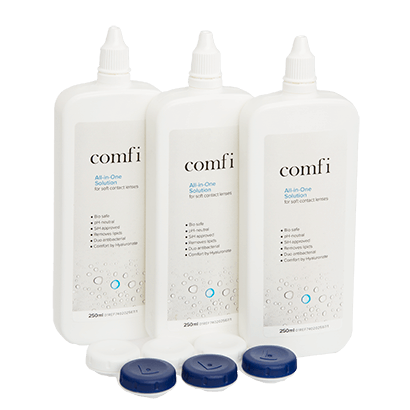 comfi
All-in-One
Solution
for soft contact lenses
Bio safe
pH neutral
SiH approved
Removes lipids
Duo antibacterial
Comfort by Hyaluronate
250ml
comfi
All-in-One
Solution
for soft contact lenses
Bio safe
pH neutral
SiH approved
Removes lipids
Duo antibacterial
Comfort by Hyaluronate
250ml
comfi
All-in-One
Solution
for soft contact lenses
Bio safe
pH neutral
SiH approved
Removes lipids
Duo antibacterial
Comfort by Hyaluronate
250ml
L